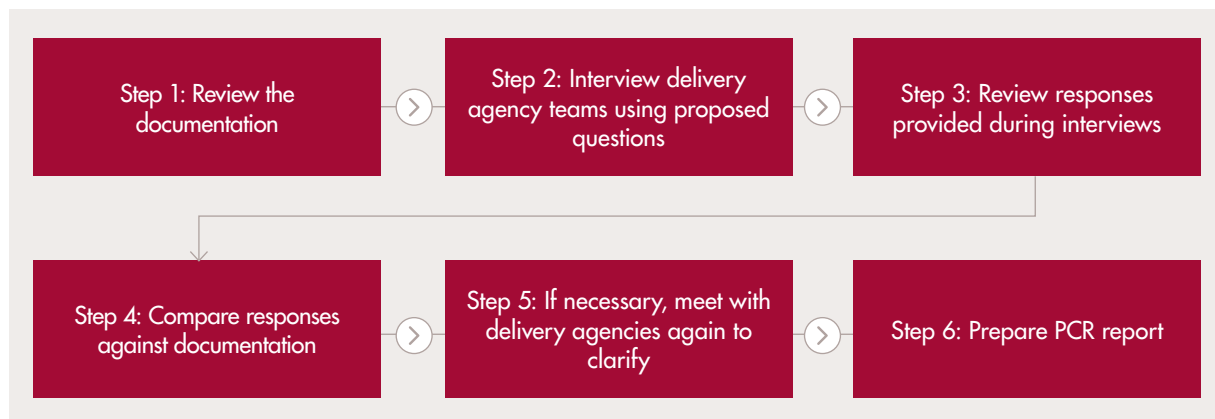 Step 1: Review the
documentation
Step 2: Interview delivery
agency teams using proposed
questions
Step 3: Review responses
provided during interviews
Step 4: Compare responses
against documentation
Step 5: If necessary, meet with
delivery agencies again to
clarify
Step 6: Prepare PCR report